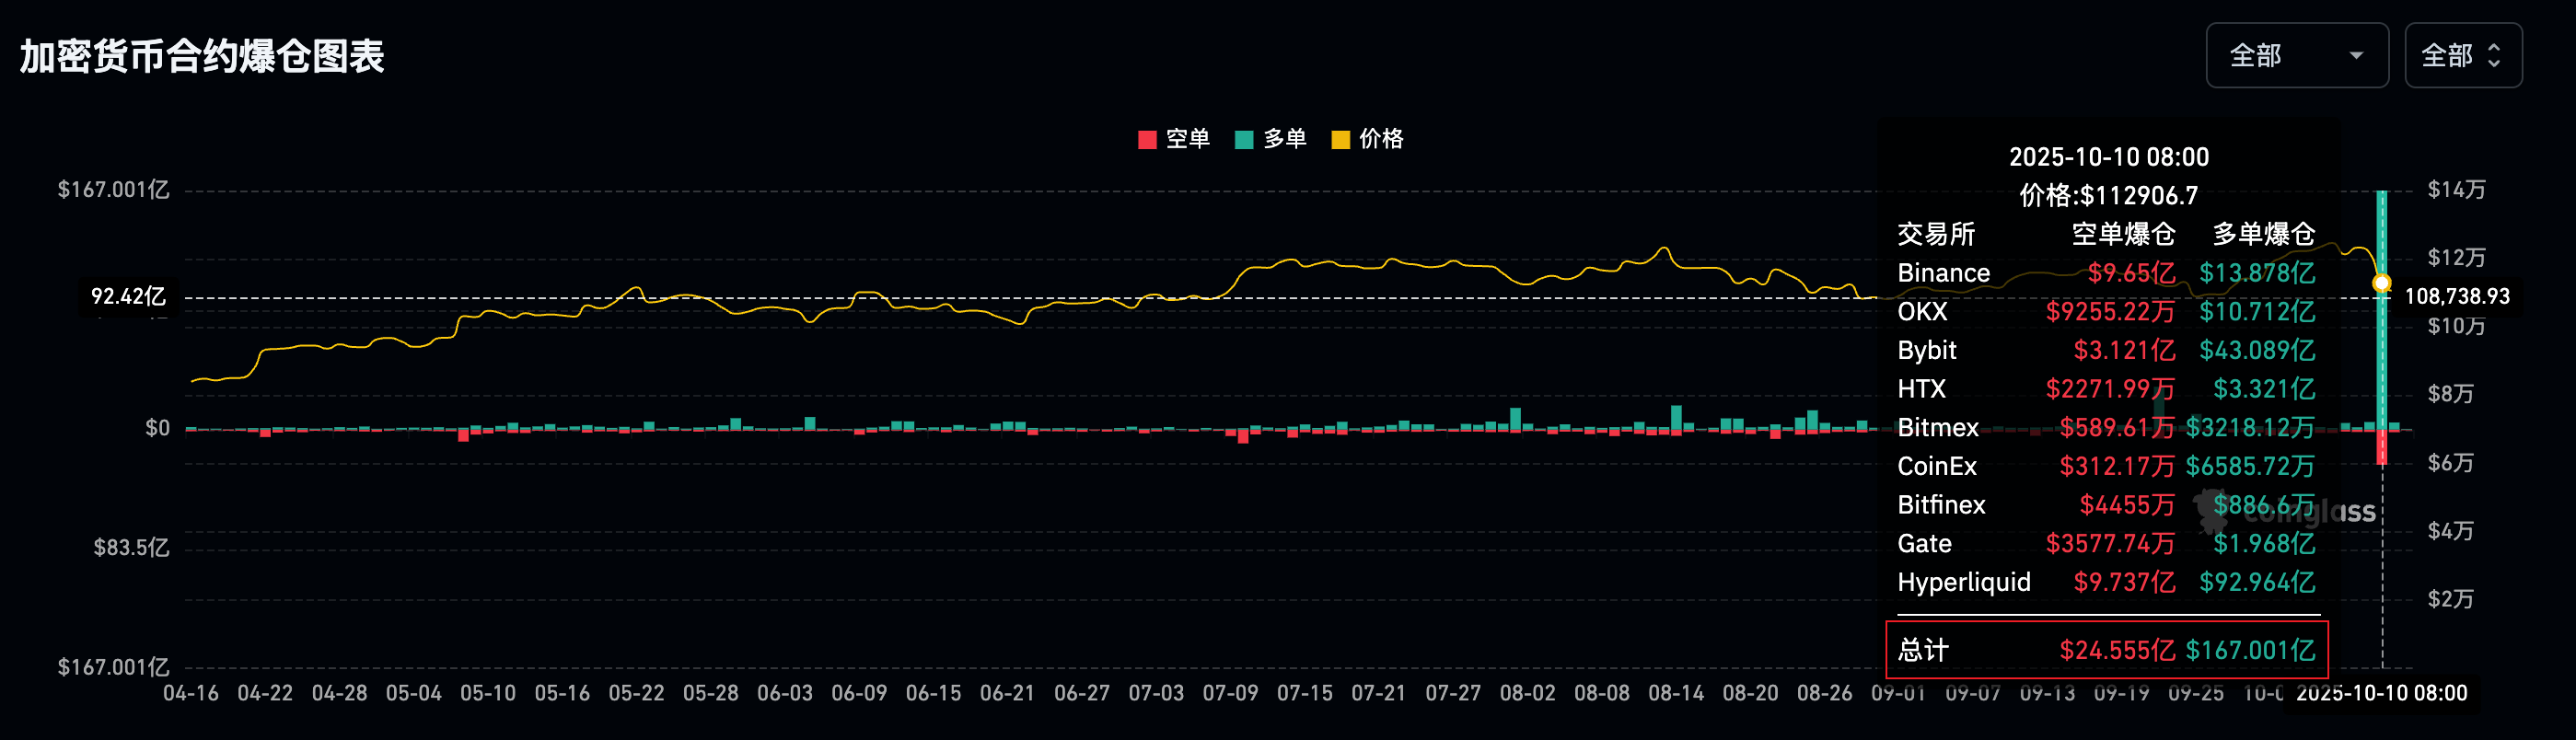 加密货币合约爆仓图表
全部
全部
空单 多单 价格
2025-10-10 08:00
价格:$112906.7
交易所 空单爆仓 多单爆仓
Binance $9.65亿 $13.878亿
OKX $9255.22万 $10.712亿
Bybit $3.121亿 $43.089亿
HTX $2271.99万 $3.321亿
Bitmex $589.61万 $3218.12万
CoinEx $312.17万 $6585.72万
Bitfinex $4455万 $886.6万
Gate $3577.74万 $1.968亿
Hyperliquid $9.737亿 $92.964亿
总计 $24.555亿 $167.001亿
coinglass
$167.001亿
92.42亿
$0
$83.5亿
$167.001亿
$14万
$12万
108,738.93
$10万
$8万
$6万
$4万
$2万
04-16 04-22 04-28 05-04 05-10 05-16 05-22 05-28 06-03 06-09 06-15 06-21 06-27 07-03 07-09 07-15 07-21 07-27 08-02 08-08 08-14 08-20 08-26 09-01 09-07 09-13 09-19 09-25 2025-10-10 08:00